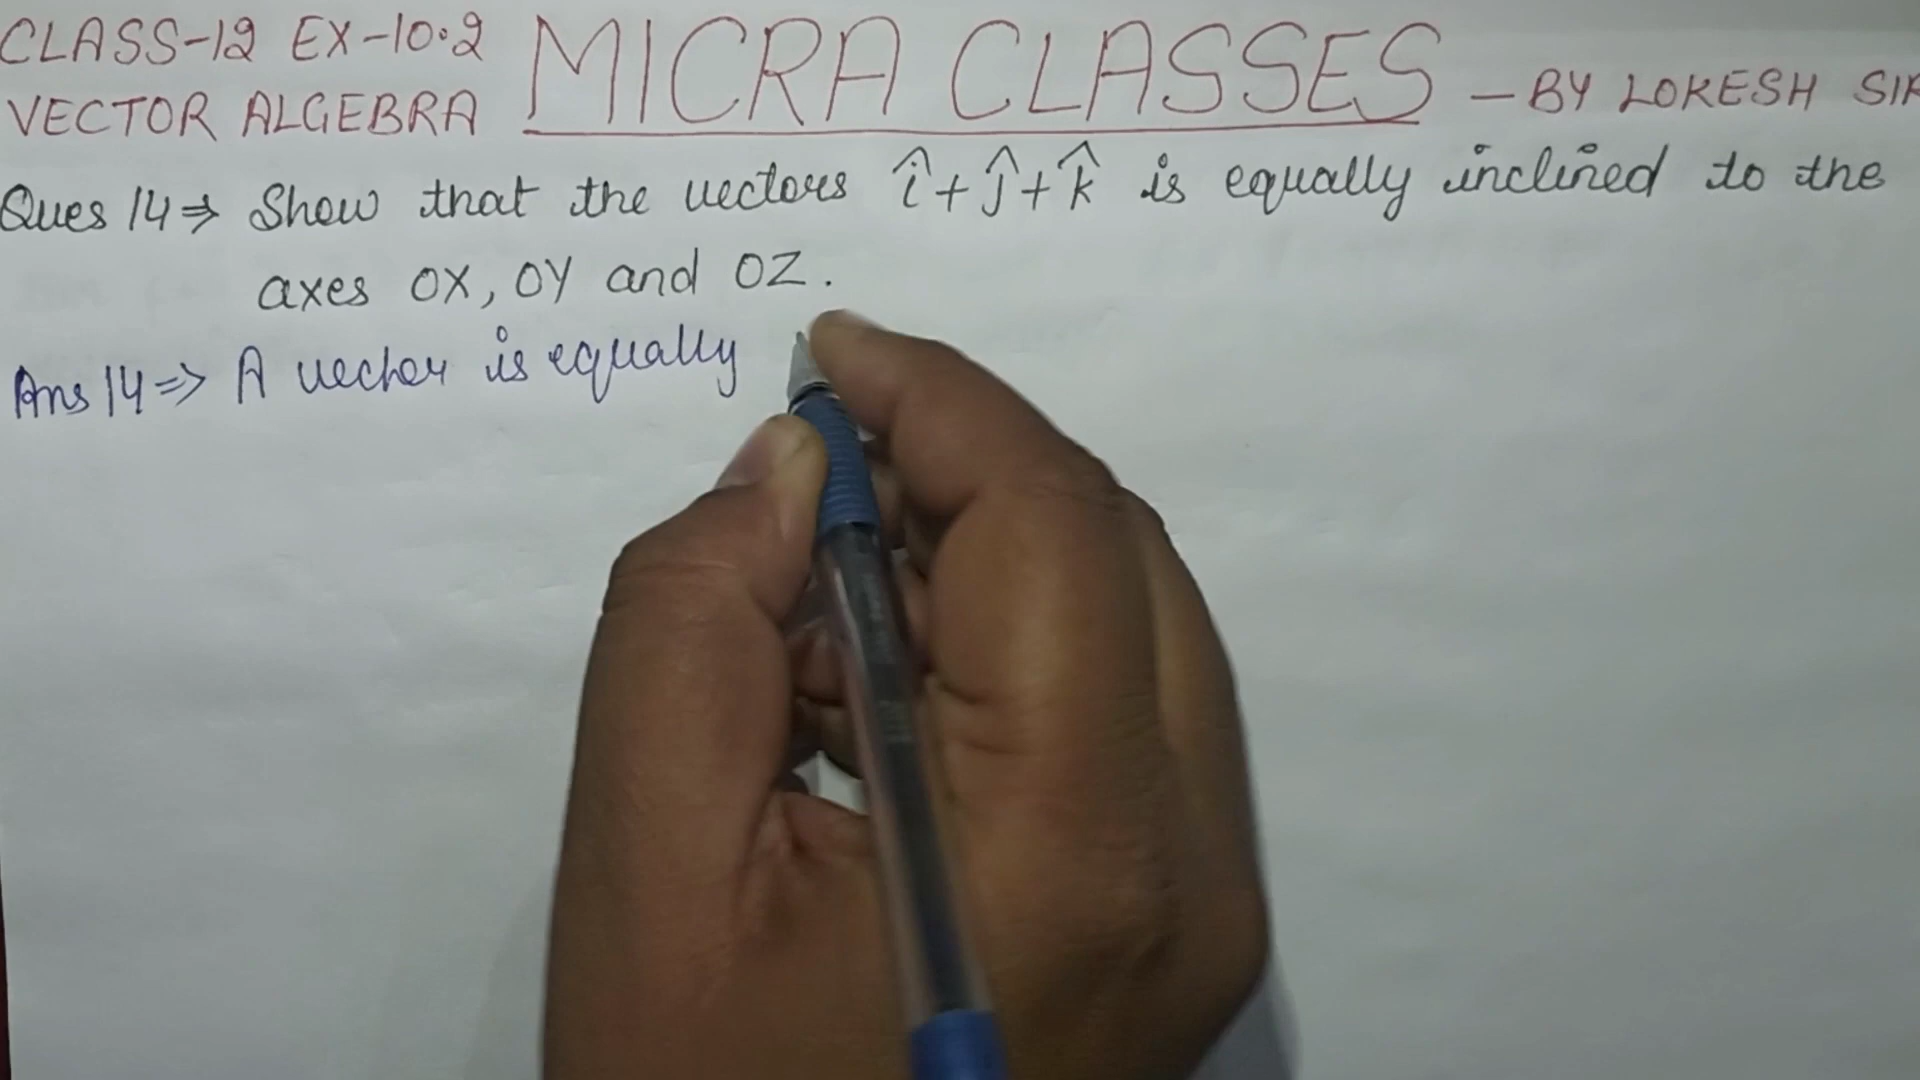 CLASS-12 EX-10.2 MICRA CLASSES - BY LOKESH SIR
VECTOR ALGEBRA
Ques 14 ⇒ Show that the vectors î + ĵ + k̂ is equally inclined to the
axes OX, OY and OZ.
Ans 14 => A vector is equally